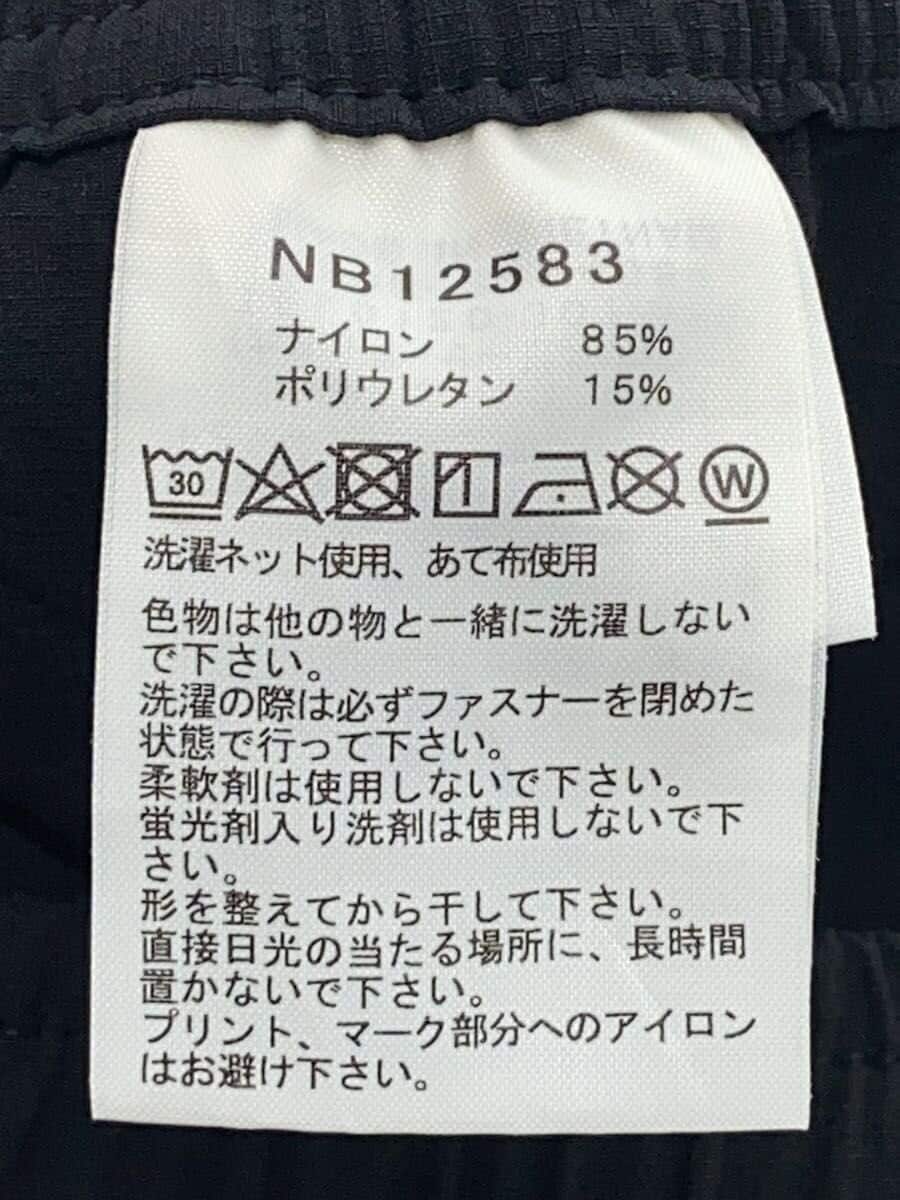 NB12583
ナイロン 85%
ポリウレタン 15%
30 W
洗濯ネット使用、あて布使用
色物は他の物と一緒に洗濯しない
で下さい。
洗濯の際は必ずファスナーを閉めた
状態で行って下さい。
柔軟剤は使用しないで下さい。
蛍光剤入り洗剤は使用しないで下
さい。
形を整えてから干して下さい。
直接日光の当たる場所に、長時間
置かないで下さい。
プリント、マーク部分へのアイロン
はお避け下さい。